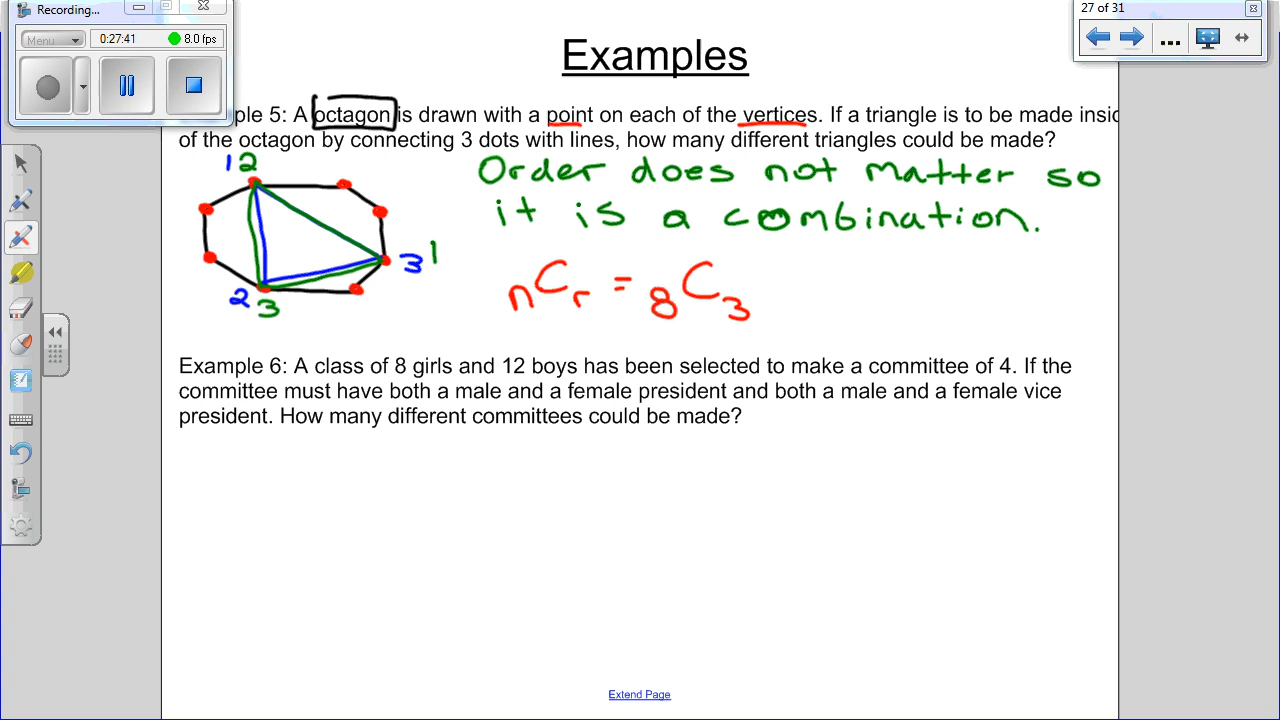 Recording...
27 of 31
Menu
0:27:41
8.0 fps
Examples
ple 5: A octagon is drawn with a point on each of the vertices. If a triangle is to be made insid
of the octagon by connecting 3 dots with lines, how many different triangles could be made?
12
Order does not matter so
it is a combination.
31
23
nCr = 8C3
Example 6: A class of 8 girls and 12 boys has been selected to make a committee of 4. If the
committee must have both a male and a female president and both a male and a female vice
president. How many different committees could be made?
Extend Page